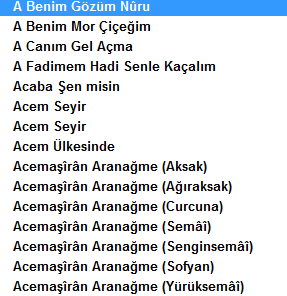 A Benim Gözüm Nûru
A Benim Mor Çiçeğim
A Canım Gel Açma
A Fadimem Hadi Senle Kaçalım
Acaba Şen misin
Acem Seyir
Acem Seyir
Acem Ülkesinde
Acemaşîrân Aranağme (Aksak)
Acemaşîrân Aranağme (Ağıraksak)
Acemaşîrân Aranağme (Curcuna)
Acemaşîrân Aranağme (Semâî)
Acemaşîrân Aranağme (Senginsemâî)
Acemaşîrân Aranağme (Sofyan)
Acemaşîrân Aranağme (Yürüksemâî)